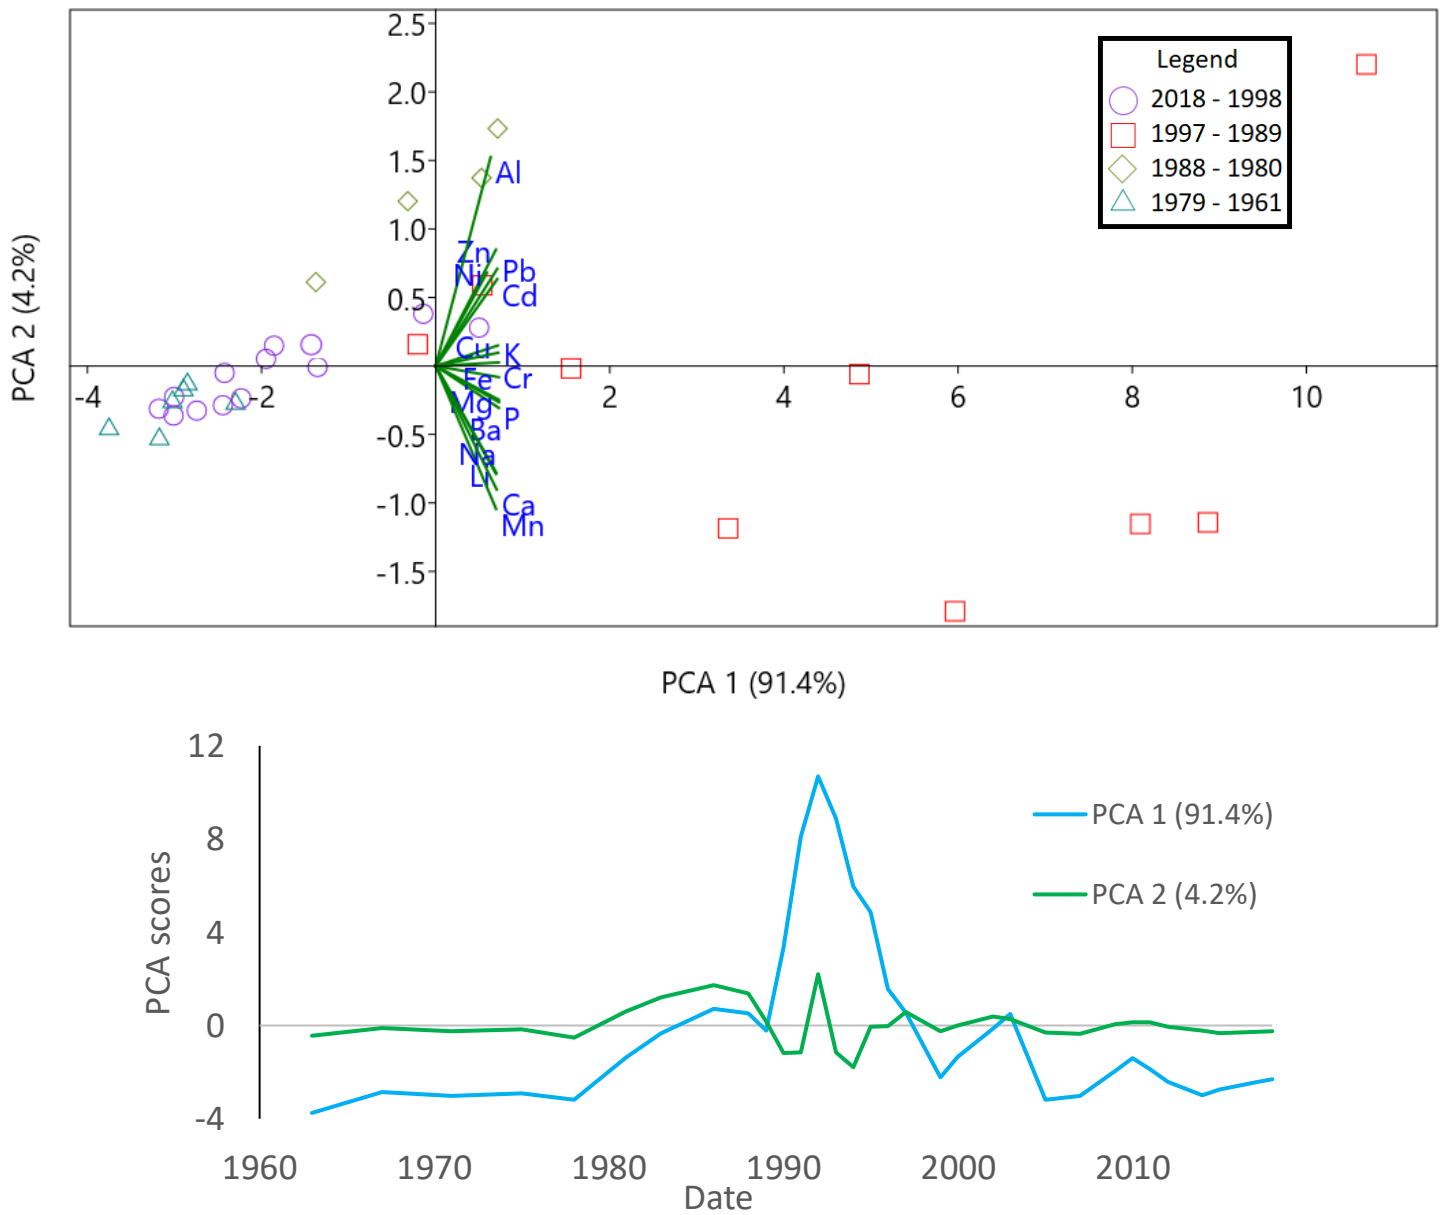 2.5
2.0
1.5
1.0
0.5
-0.5
-1.0
-1.5
-4
-2
2
4
6
8
10
PCA 2 (4.2%)
PCA 1 (91.4%)
Legend
2018 - 1998
1997 - 1989
1988 - 1980
1979 - 1961
Al
Zn
Ni
Pb
Cd
Cu
K
Fe
Cr
Mg
P
Ba
Na
Li
Ca
Mn
12
8
4
0
-4
PCA scores
PCA 1 (91.4%)
PCA 2 (4.2%)
1960
1970
1980
1990
2000
2010
Date